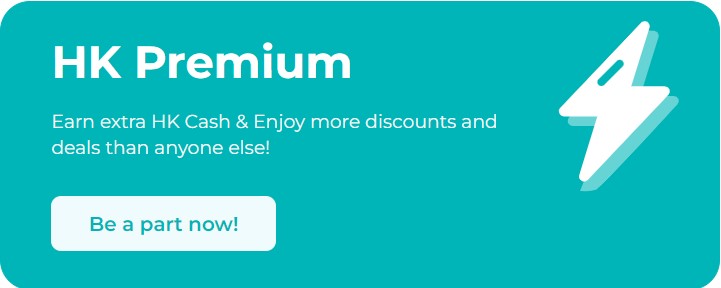 HK Premium
Earn extra HK Cash & Enjoy more discounts and
deals than anyone else!
Be a part now!